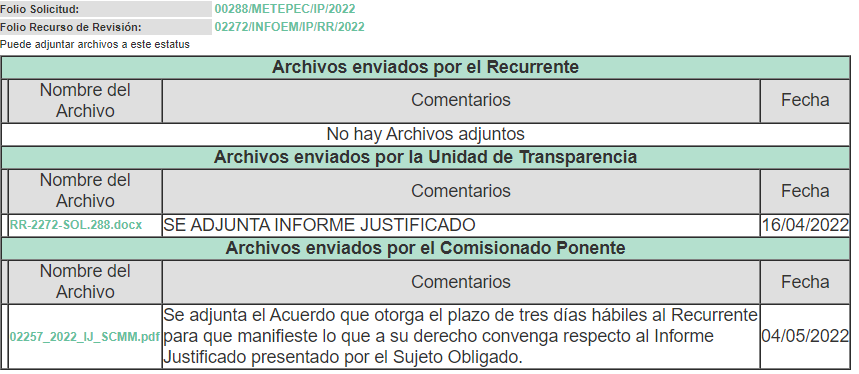 Folio Solicitud: 00288/METEPEC/IP/2022
Folio Recurso de Revisión: 02272/INFOEM/IP/RR/2022
Puede adjuntar archivos a este estatus
Archivos enviados por el Recurrente
Nombre del Archivo Comentarios Fecha
No hay Archivos adjuntos
Archivos enviados por la Unidad de Transparencia
Nombre del Archivo Comentarios Fecha
RR-2272-SOL.288.docx SE ADJUNTA INFORME JUSTIFICADO 16/04/2022
Archivos enviados por el Comisionado Ponente
Nombre del Archivo Comentarios Fecha
02257_2022_IJ_SCMM.pdf Se adjunta el Acuerdo que otorga el plazo de tres días hábiles al Recurrente
para que manifieste lo que a su derecho convenga respecto al Informe 04/05/2022
Justificado presentado por el Sujeto Obligado.